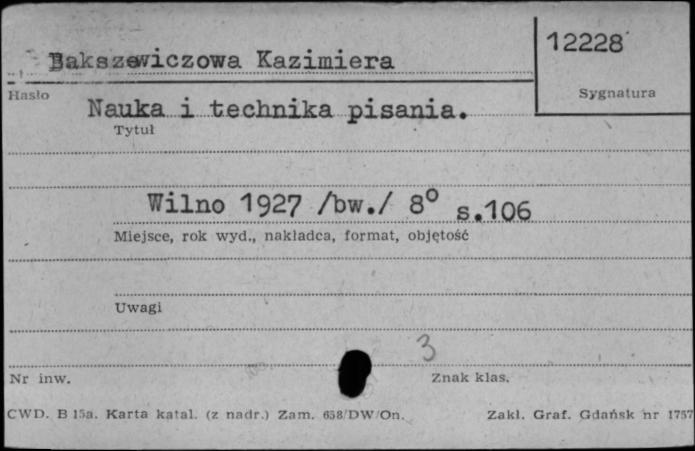 12228
Bakszewiczowa Kazimiera
Hasło
Sygnatura
Nauka i technika pisania.
Tytuł
Wilno 1927 /bw./ 8° s.106
Miejsce, rok wyd., nakładca, format, objętość
Uwagi
3
Nr inw.
Znak klas.
CWD. B 15a. Karta katal. (z nadr.) Zam. 658/DW/On.
Zakł. Graf. Gdańsk nr 1757